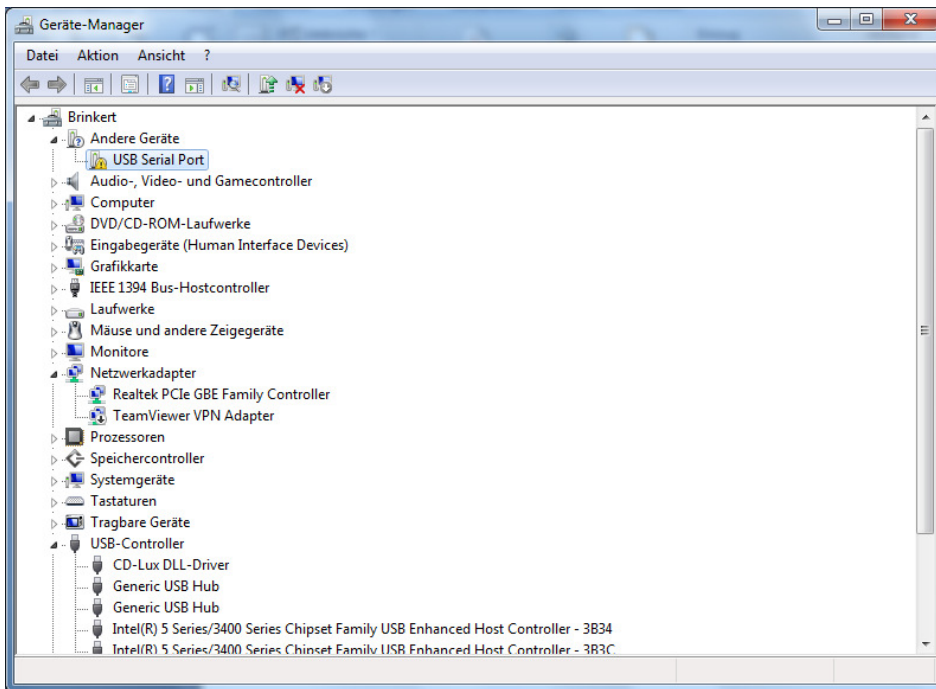 Geräte-Manager
Datei Aktion Ansicht ?
Brinkert
Andere Geräte
USB Serial Port
Audio-, Video- und Gamecontroller
Computer
DVD/CD-ROM-Laufwerke
Eingabegeräte (Human Interface Devices)
Grafikkarte
IEEE 1394 Bus-Hostcontroller
Laufwerke
Mäuse und andere Zeigegeräte
Monitore
Netzwerkadapter
Realtek PCIe GBE Family Controller
TeamViewer VPN Adapter
Prozessoren
Speichercontroller
Systemgeräte
Tastaturen
Tragbare Geräte
USB-Controller
CD-Lux DLL-Driver
Generic USB Hub
Generic USB Hub
Intel(R) 5 Series/3400 Series Chipset Family USB Enhanced Host Controller - 3B34
Intel(R) 5 Series/3400 Series Chipset Family USB Enhanced Host Controller - 3B3C